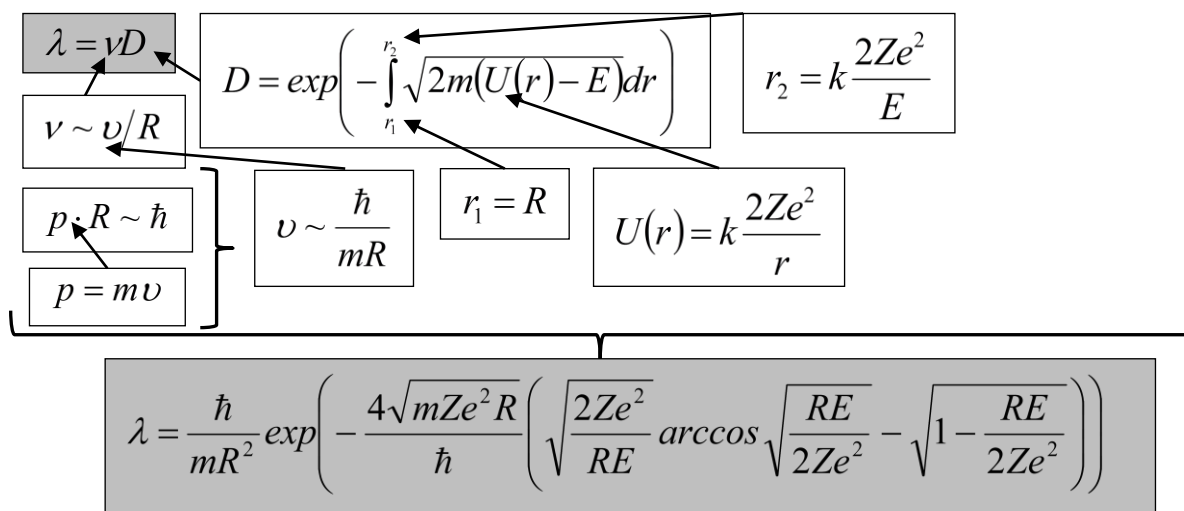 λ = νD
D = exp(−∫_{r₁}^{r₂} √(2m(U(r) − E)) dr)
r₂ = k 2Ze²/E
ν ~ υ/R
p · R ~ ħ
υ ~ ħ/mR
r₁ = R
U(r) = k 2Ze²/r
p = mυ
λ = ħ/mR² exp(−4√(mZe²R)/ħ (√(2Ze²/RE) arccos √(RE/2Ze²) − √(1 − RE/2Ze²)))